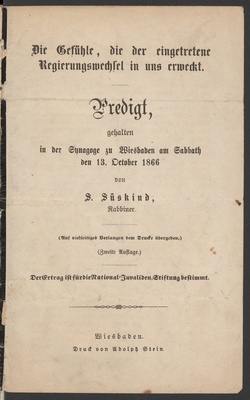 Die Gefühle, die der eingetretene
Regierungswechsel in uns erweckt.
Predigt,
gehalten
in der Synagoge zu Wiesbaden am Sabbath
den 13. October 1866
von
S. Süskind,
Rabbiner.
(Auf vielseitiges Verlangen dem Drucke übergeben.)
(Zweite Auflage.)
Der Ertrag ist für die National-Invaliden-Stiftung bestimmt.
Wiesbaden.
Druck von Adolph Stein.